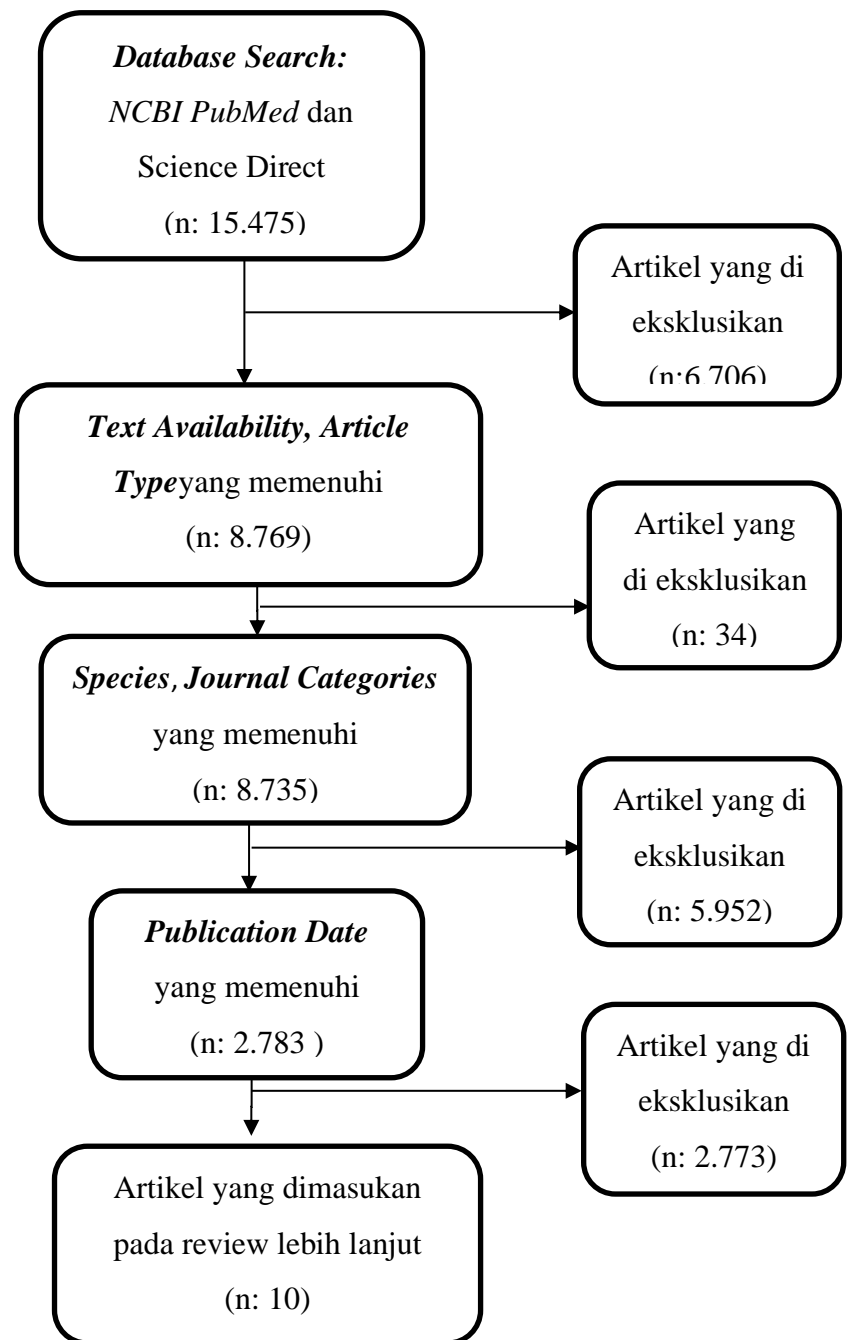 Database Search:
NCBI PubMed dan
Science Direct
(n: 15.475)
Artikel yang di
eksklusikan
(n:6.706)
Text Availability, Article
Typeyang memenuhi
(n: 8.769)
Artikel yang
di eksklusikan
(n: 34)
Species, Journal Categories
yang memenuhi
(n: 8.735)
Artikel yang di
eksklusikan
(n: 5.952)
Publication Date
yang memenuhi
(n: 2.783 )
Artikel yang di
eksklusikan
(n: 2.773)
Artikel yang dimasukan
pada review lebih lanjut
(n: 10)